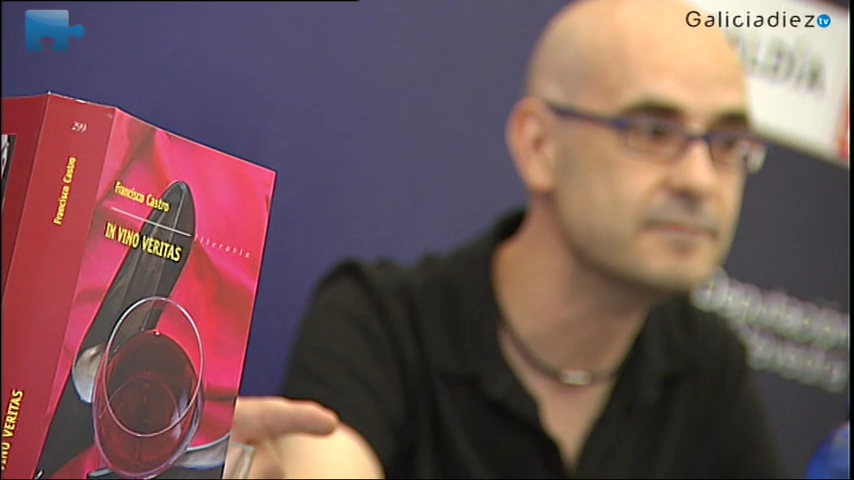 Galiciadiez tv
299
Francisco Castro
Francisco Castro
IN VINO VERITAS
literaria
VINO VERITAS